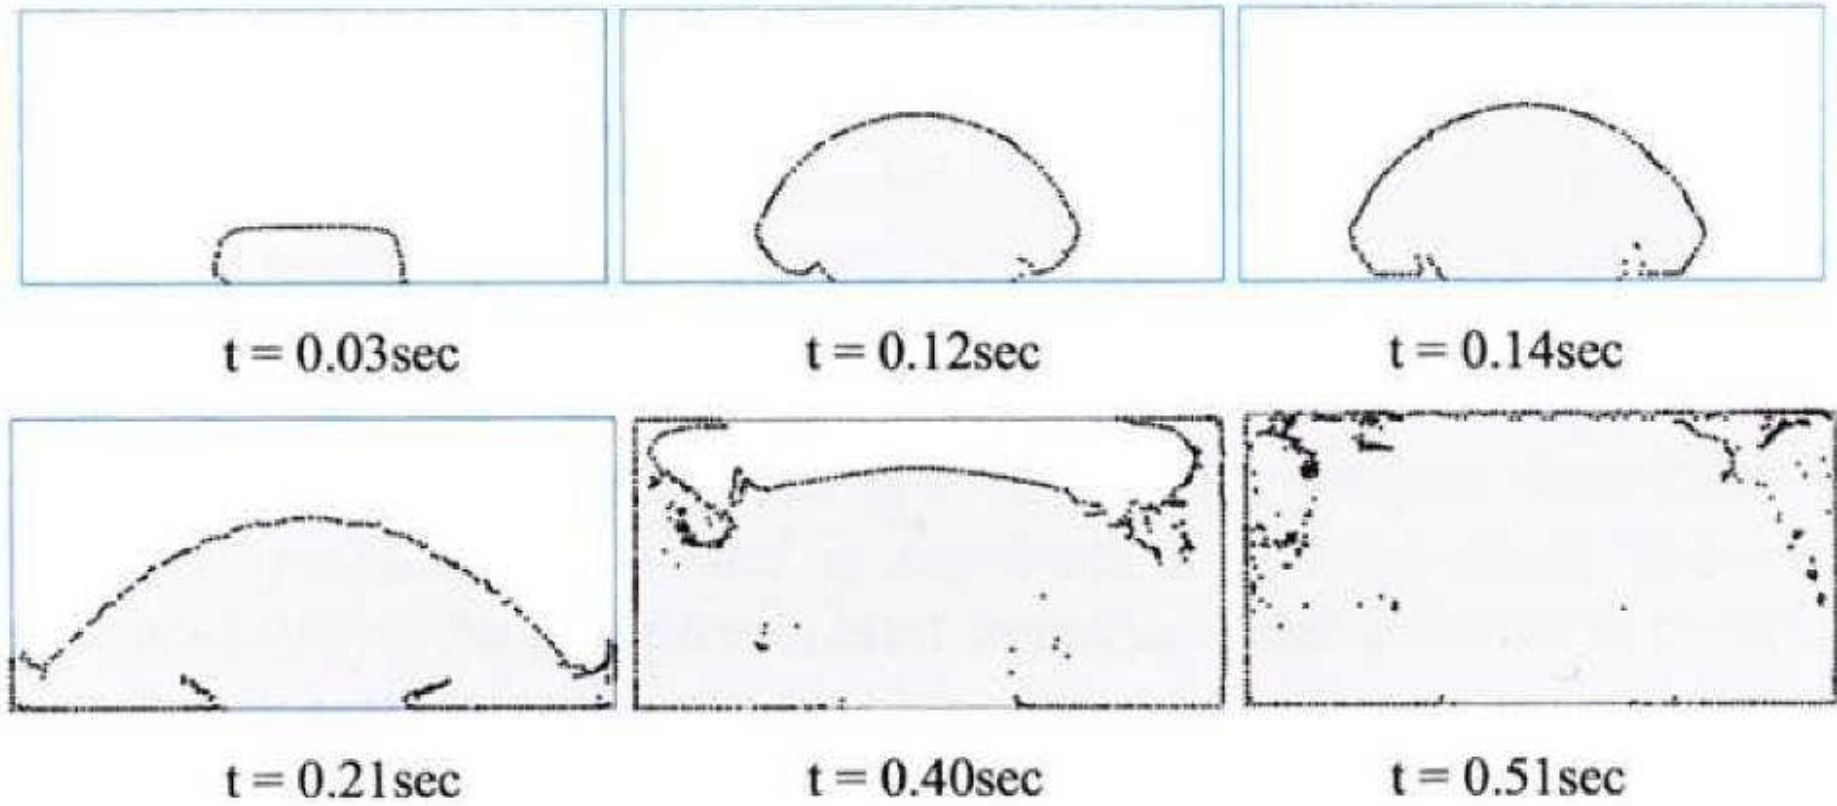 t = 0.03sec
t = 0.12sec
t = 0.14sec
t = 0.21sec
t = 0.40sec
t = 0.51sec